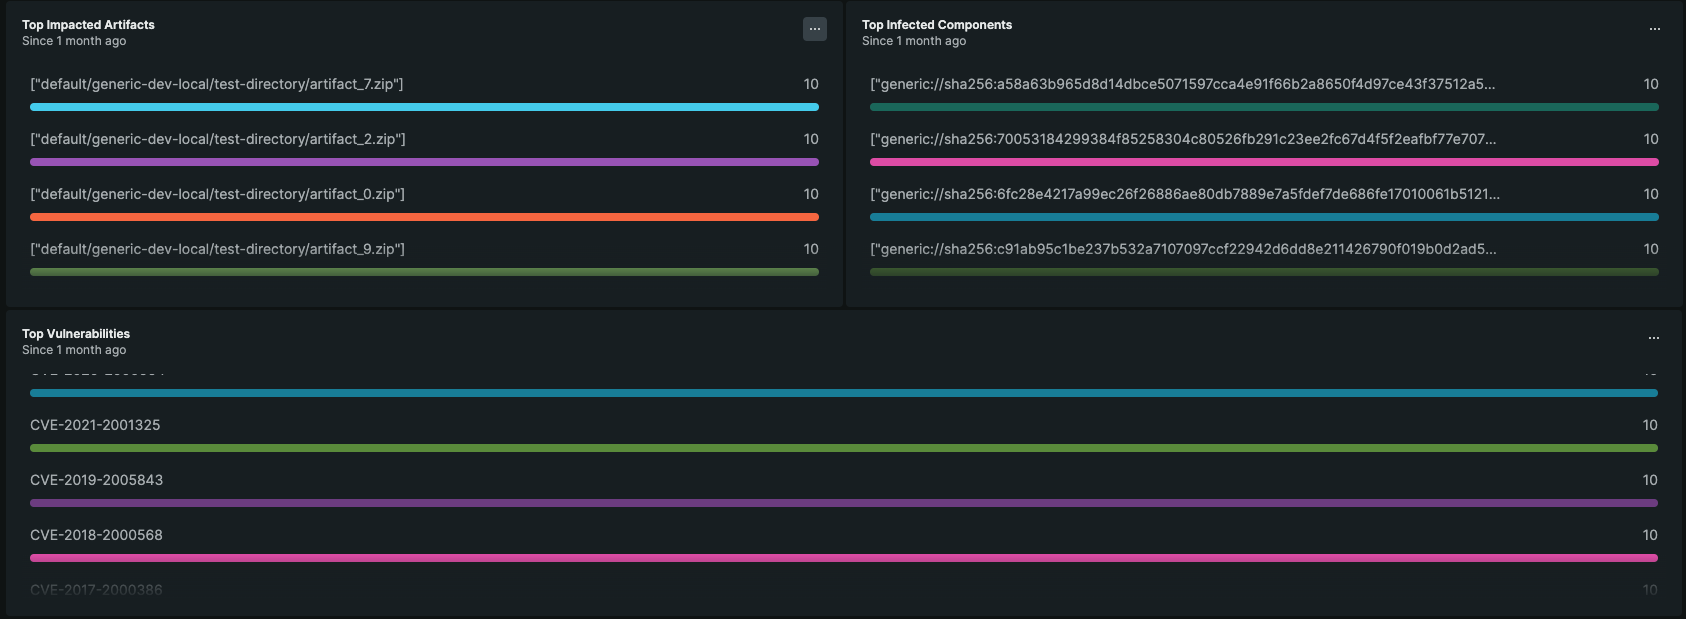 Top Impacted Artifacts
Since 1 month ago
...
["default/generic-dev-local/test-directory/artifact_7.zip"] 10
["default/generic-dev-local/test-directory/artifact_2.zip"] 10
["default/generic-dev-local/test-directory/artifact_0.zip"] 10
["default/generic-dev-local/test-directory/artifact_9.zip"] 10
Top Infected Components
Since 1 month ago
...
["generic://sha256:a58a63b965d8d14dbce5071597cca4e91f66b2a8650f4d97ce43f37512a5... 10
["generic://sha256:70053184299384f85258304c80526fb291c23ee2fc67d4f5f2eafbf77e707... 10
["generic://sha256:6fc28e4217a99ec26f26886ae80db7889e7a5fdef7de686fe17010061b5121... 10
["generic://sha256:c91ab95c1be237b532a7107097ccf22942d6dd8e211426790f019b0d2ad5... 10
Top Vulnerabilities
Since 1 month ago
...
CVE-2021-2001325 10
CVE-2019-2005843 10
CVE-2018-2000568 10
CVE-2017-2000386 10